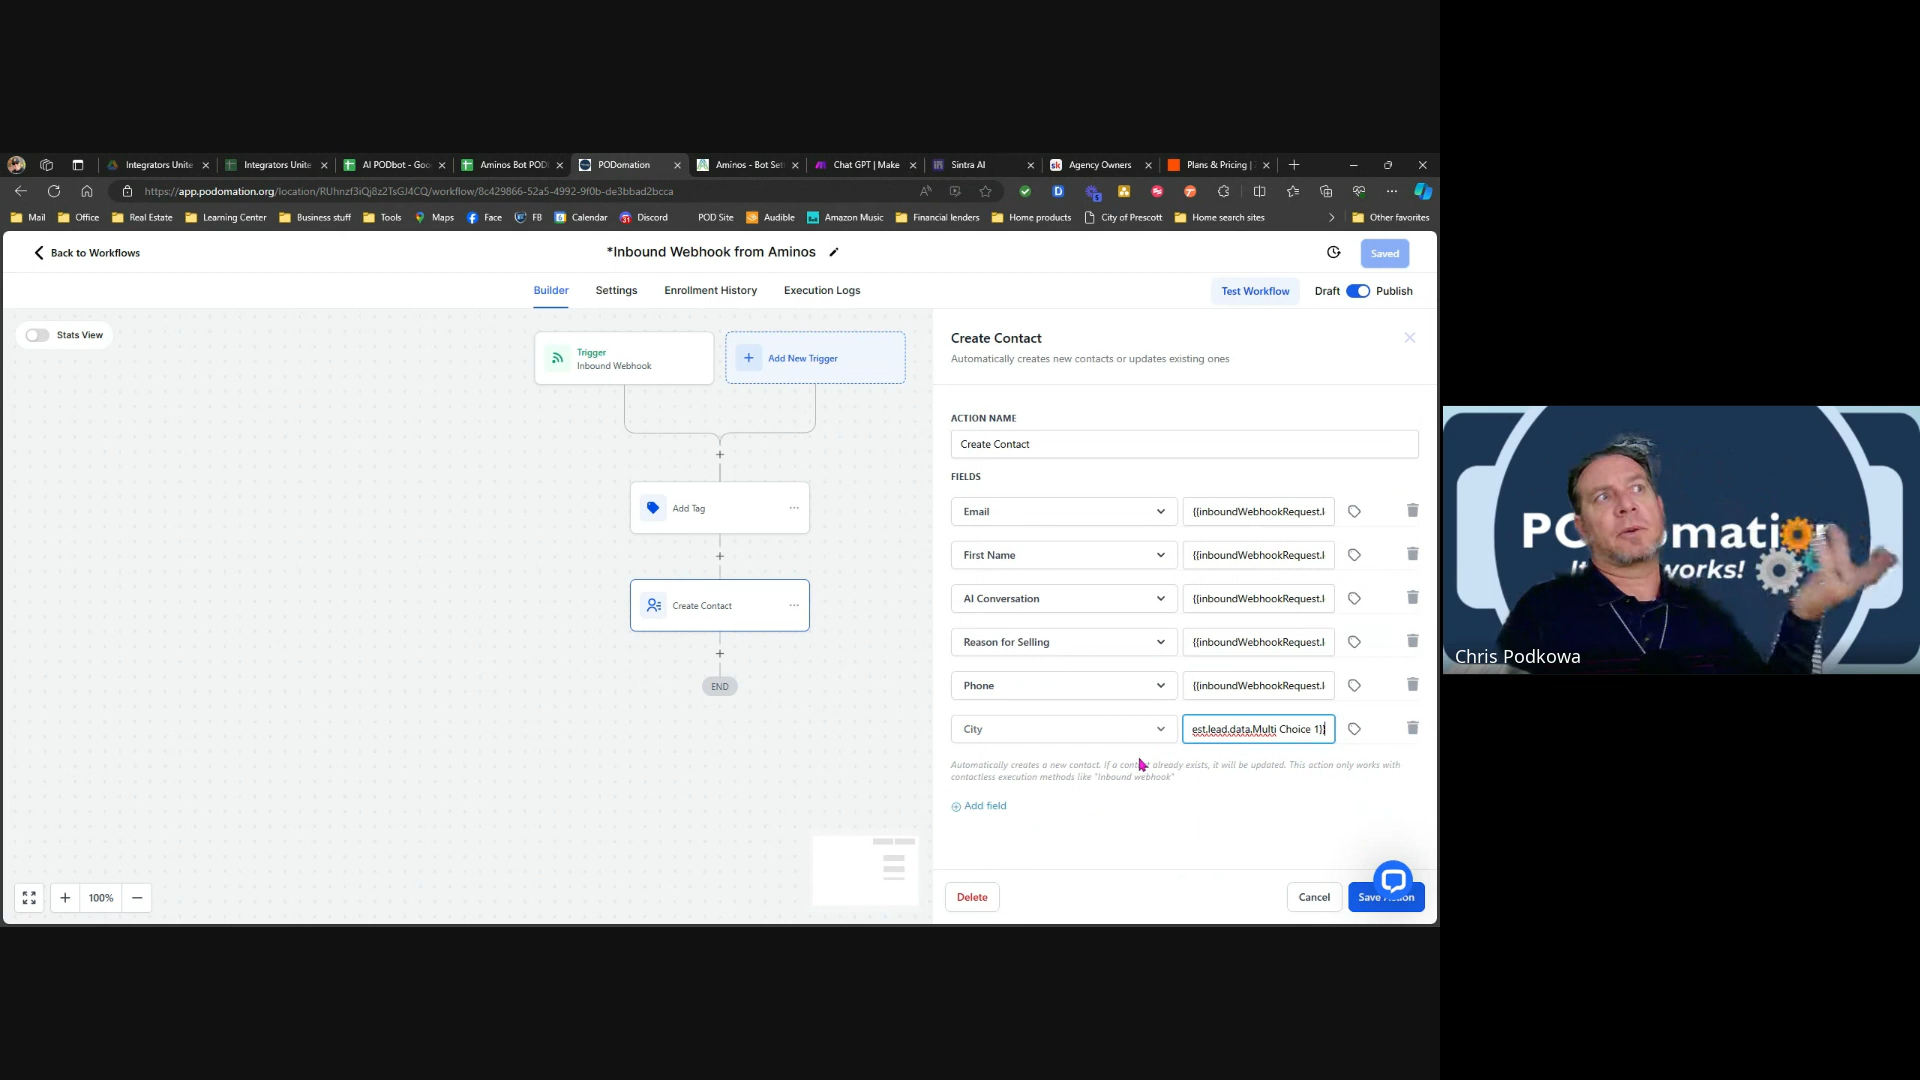 Integrators Unite
Integrators Unite
AI PODbot - Goo
Aminos Bot PODI
PODomation
Aminos - Bot Set
Chat GPT | Make
Sintra AI
Agency Owners
Plans & Pricing |
https://app.podomation.org/location/RUhnzf3iQj8z2TsGJ4CQ/workflow/8c429866-52a5-4992-9f0b-de3bbad2bcca
Mail
Office
Real Estate
Learning Center
Business stuff
Tools
Maps
Face
FB
Calendar
Discord
POD Site
Audible
Amazon Music
Financial lenders
Home products
City of Prescott
Home search sites
Other favorites
Back to Workflows
*Inbound Webhook from Aminos
Saved
Builder
Settings
Enrollment History
Execution Logs
Test Workflow
Draft
Publish
Stats View
Trigger
Inbound Webhook
Add New Trigger
Add Tag
Create Contact
END
100%
Create Contact
Automatically creates new contacts or updates existing ones
ACTION NAME
Create Contact
FIELDS
Email
{{inboundWebhookRequest.l
First Name
{{inboundWebhookRequest.l
AI Conversation
{{inboundWebhookRequest.l
Reason for Selling
{{inboundWebhookRequest.l
Phone
{{inboundWebhookRequest.l
City
est.lead.data.Multi Choice 1}}
Automatically creates a new contact. If a contact already exists, it will be updated. This action only works with
contactless execution methods like "Inbound webhook"
Add field
Delete
Cancel
Save Action
It works!
Chris Podkowa